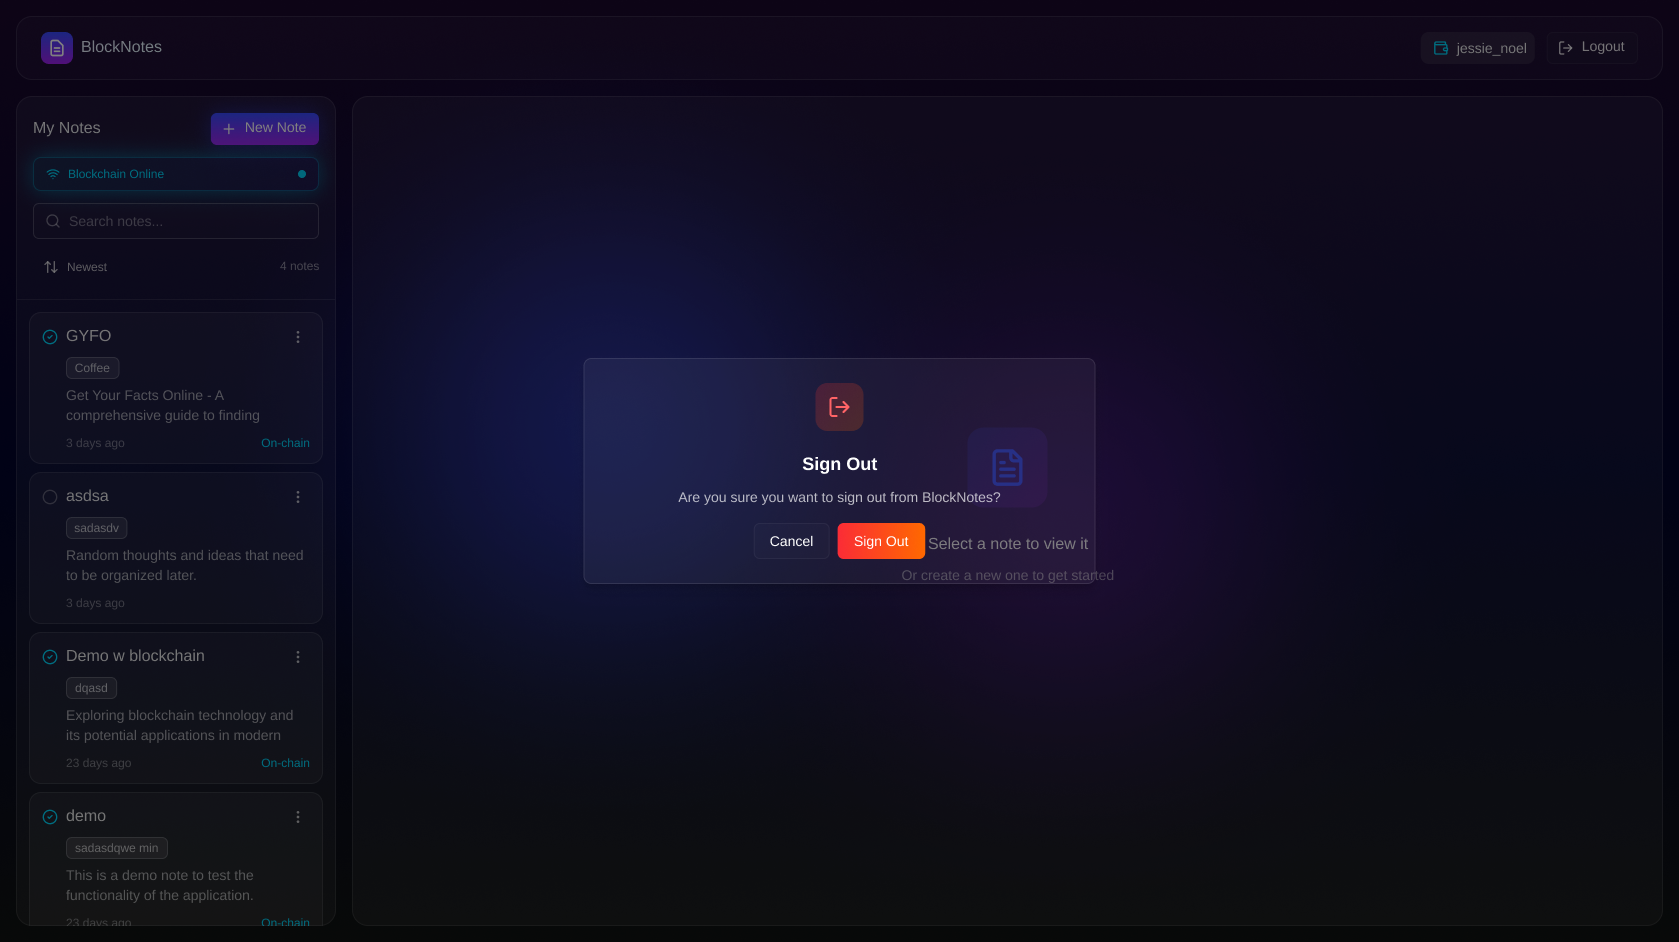 BlockNotes
jessie_noel
Logout
My Notes
New Note
Blockchain Online
Search notes...
Newest
4 notes
GYFO
Coffee
Get Your Facts Online - A
comprehensive guide to finding
3 days ago
On-chain
asdsa
sadasdv
Random thoughts and ideas that need
to be organized later.
3 days ago
Demo w blockchain
dqasd
Exploring blockchain technology and
its potential applications in modern
23 days ago
On-chain
demo
sadasdqwe min
This is a demo note to test the
functionality of the application.
23 days ago
On-chain
Sign Out
Are you sure you want to sign out from BlockNotes?
Cancel
Sign Out
Select a note to view it
Or create a new one to get started